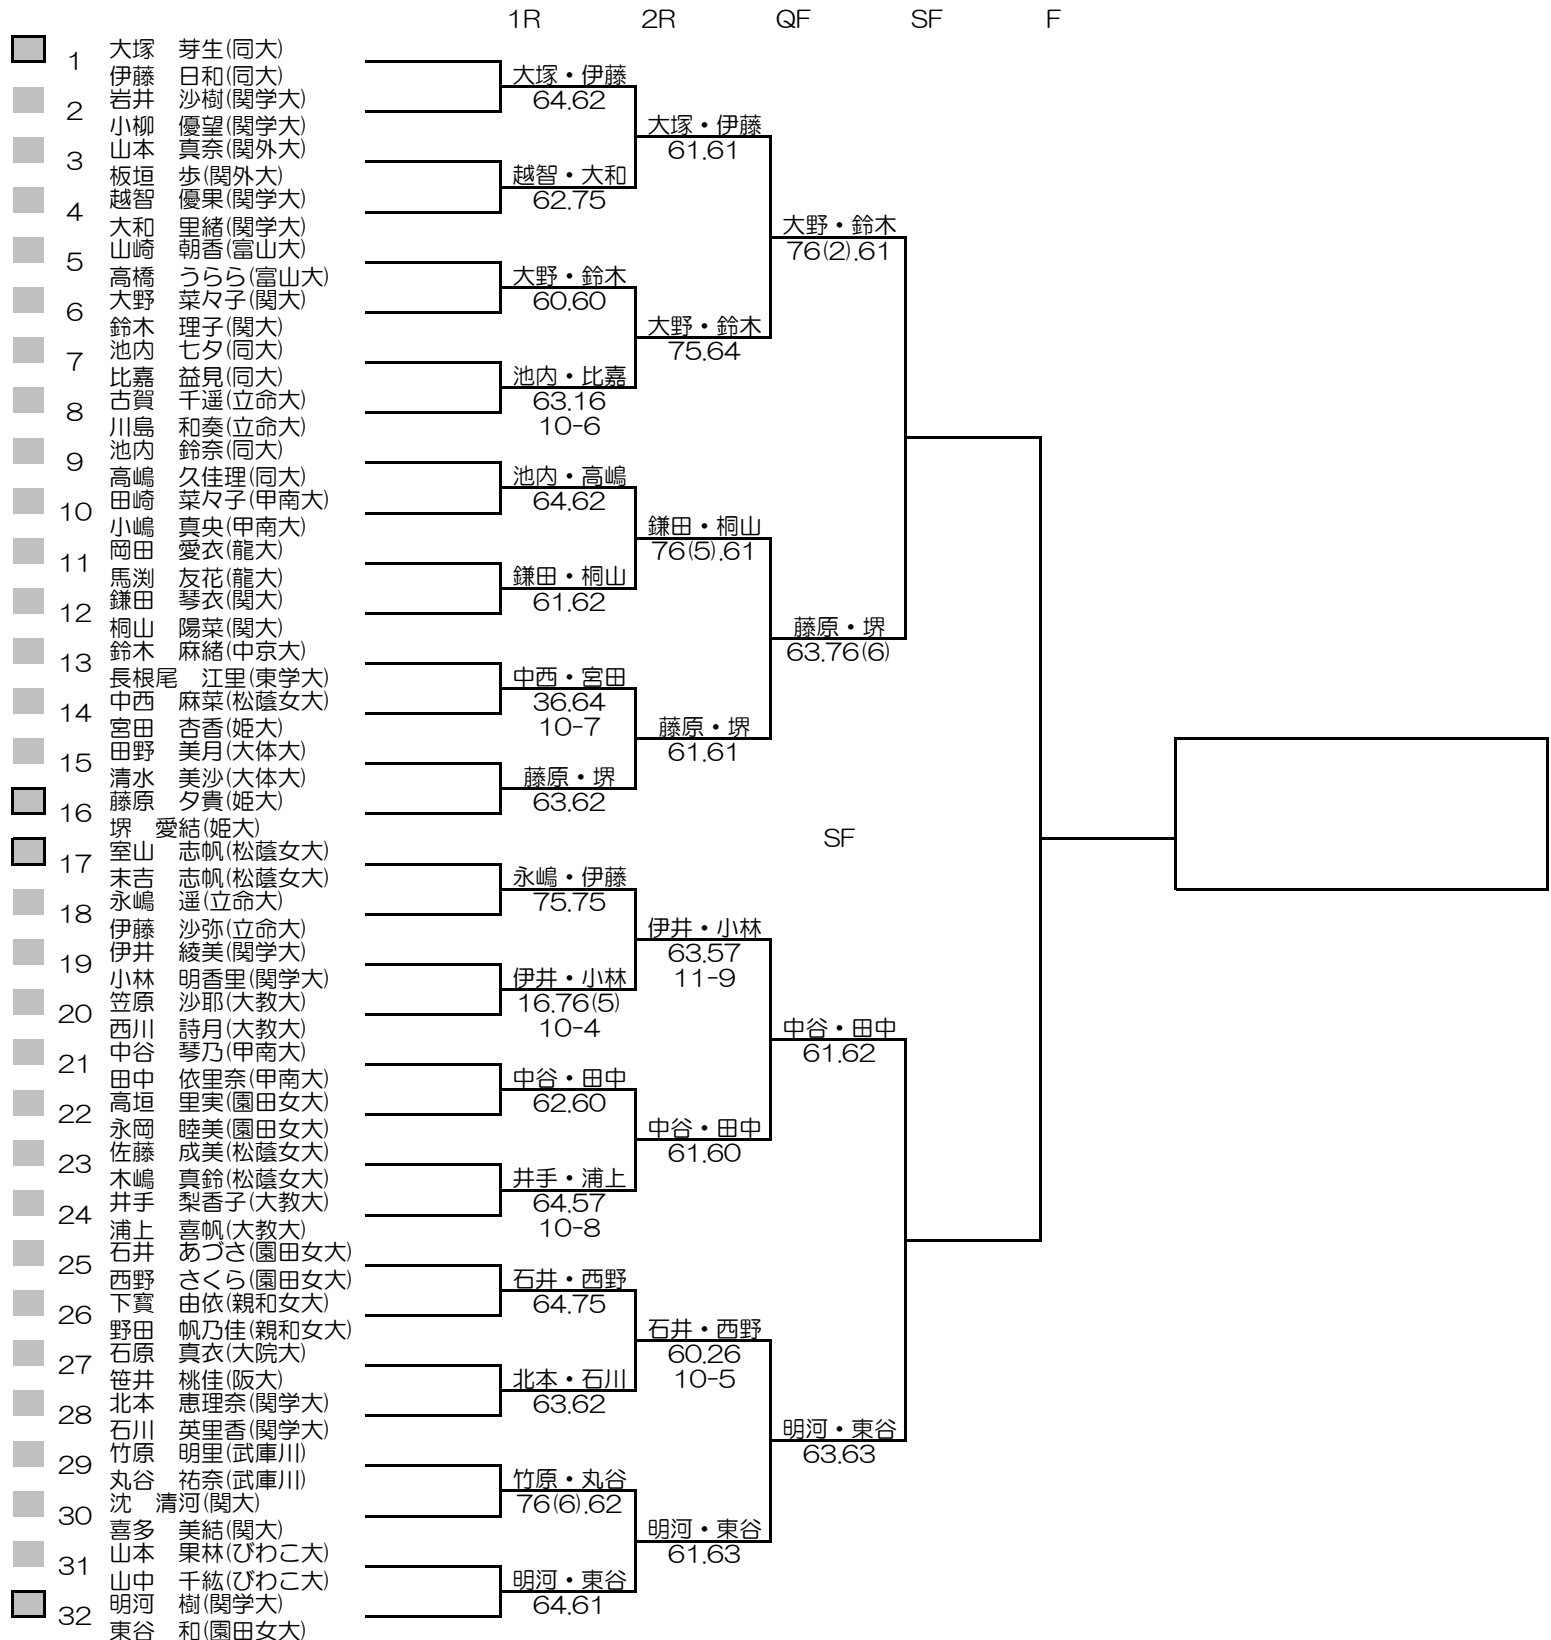 1R 2R QF SF F
1 大塚　芽生(同大)
伊藤　日和(同大)
2 岩井　沙樹(関学大)
小柳　優望(関学大)
3 山本　真奈(関外大)
板垣　歩(関外大)
4 越智　優果(関学大)
大和　里緒(関学大)
5 山崎　朝香(富山大)
高橋　うらら(富山大)
6 大野　菜々子(関大)
鈴木　理子(関大)
7 池内　七夕(同大)
比嘉　益見(同大)
8 古賀　千遥(立命大)
川島　和奏(立命大)
9 池内　鈴奈(同大)
高嶋　久佳理(同大)
10 田崎　菜々子(甲南大)
小嶋　真央(甲南大)
11 岡田　愛衣(龍大)
馬渕　友花(龍大)
12 鎌田　琴衣(関大)
桐山　陽菜(関大)
13 鈴木　麻緒(中京大)
長根尾　江里(東学大)
14 中西　麻菜(松蔭女大)
宮田　杏香(姫大)
15 田野　美月(大体大)
清水　美沙(大体大)
16 藤原　夕貴(姫大)
堺　愛結(姫大)
17 室山　志帆(松蔭女大)
末吉　志帆(松蔭女大)
18 永嶋　遥(立命大)
伊藤　沙弥(立命大)
19 伊井　綾美(関学大)
小林　明香里(関学大)
20 笠原　沙耶(大教大)
西川　詩月(大教大)
21 中谷　琴乃(甲南大)
田中　依里奈(甲南大)
22 高垣　里実(園田女大)
永岡　睦美(園田女大)
23 佐藤　成美(松蔭女大)
木嶋　真鈴(松蔭女大)
24 井手　梨香子(大教大)
浦上　喜帆(大教大)
25 石井　あづさ(園田女大)
西野　さくら(園田女大)
26 下寳　由依(親和女大)
野田　帆乃佳(親和女大)
27 石原　真衣(大院大)
笹井　桃佳(阪大)
28 北本　恵理奈(関学大)
石川　英里香(関学大)
29 竹原　明里(武庫川)
丸谷　祐奈(武庫川)
30 沈　清河(関大)
喜多　美結(関大)
31 山本　果林(びわこ大)
山中　千紘(びわこ大)
32 明河　樹(関学大)
東谷　和(園田女大)
大塚・伊藤
64.62
越智・大和
62.75
大野・鈴木
60.60
池内・比嘉
63.16
10-6
池内・高嶋
64.62
鎌田・桐山
61.62
中西・宮田
36.64
10-7
藤原・堺
63.62
永嶋・伊藤
75.75
伊井・小林
16.76(5)
10-4
中谷・田中
62.60
井手・浦上
64.57
10-8
石井・西野
64.75
北本・石川
63.62
竹原・丸谷
76(6).62
明河・東谷
64.61
大塚・伊藤
61.61
大野・鈴木
75.64
鎌田・桐山
76(5).61
藤原・堺
61.61
伊井・小林
63.57
11-9
中谷・田中
61.60
石井・西野
60.26
10-5
明河・東谷
61.63
大野・鈴木
76(2).61
藤原・堺
63.76(6)
SF
中谷・田中
61.62
明河・東谷
63.63